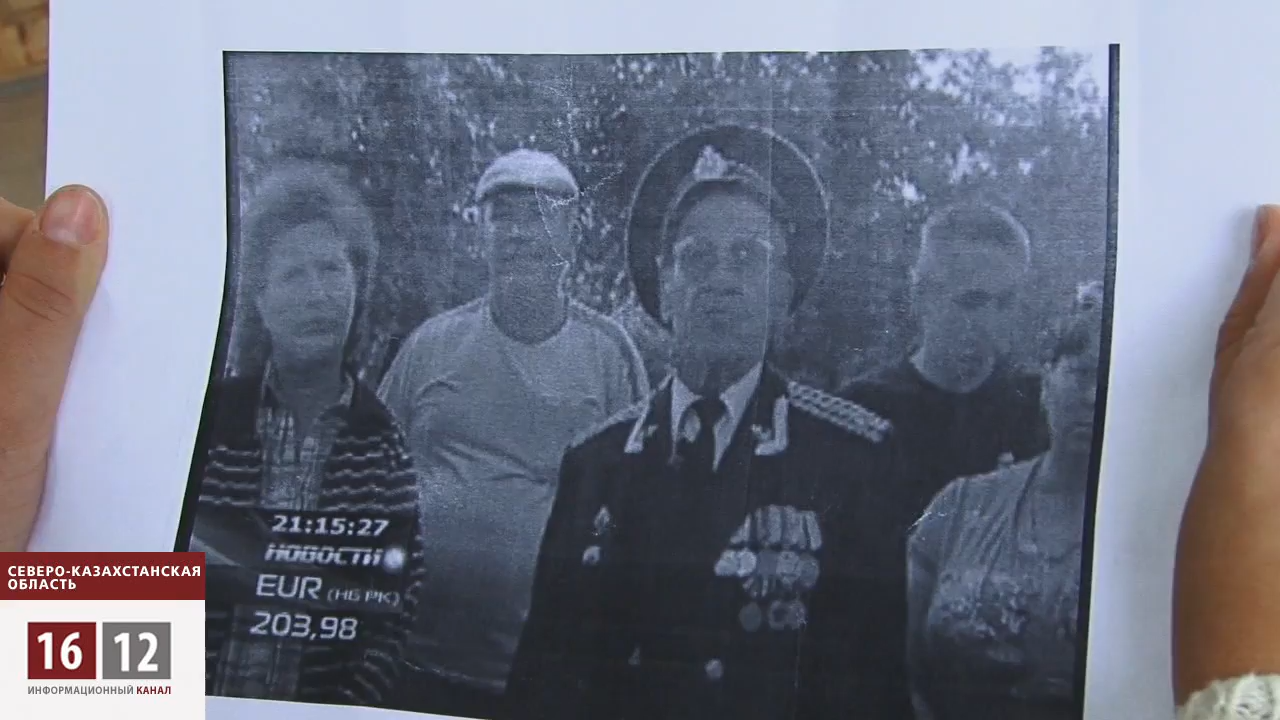 21:15:27
НОВОСТИ
EUR (НБ РК)
203,98
СЕВЕРО-КАЗАХСТАНСКАЯ
ОБЛАСТЬ
16 12
ИНФОРМАЦИОННЫЙ КАНАЛ